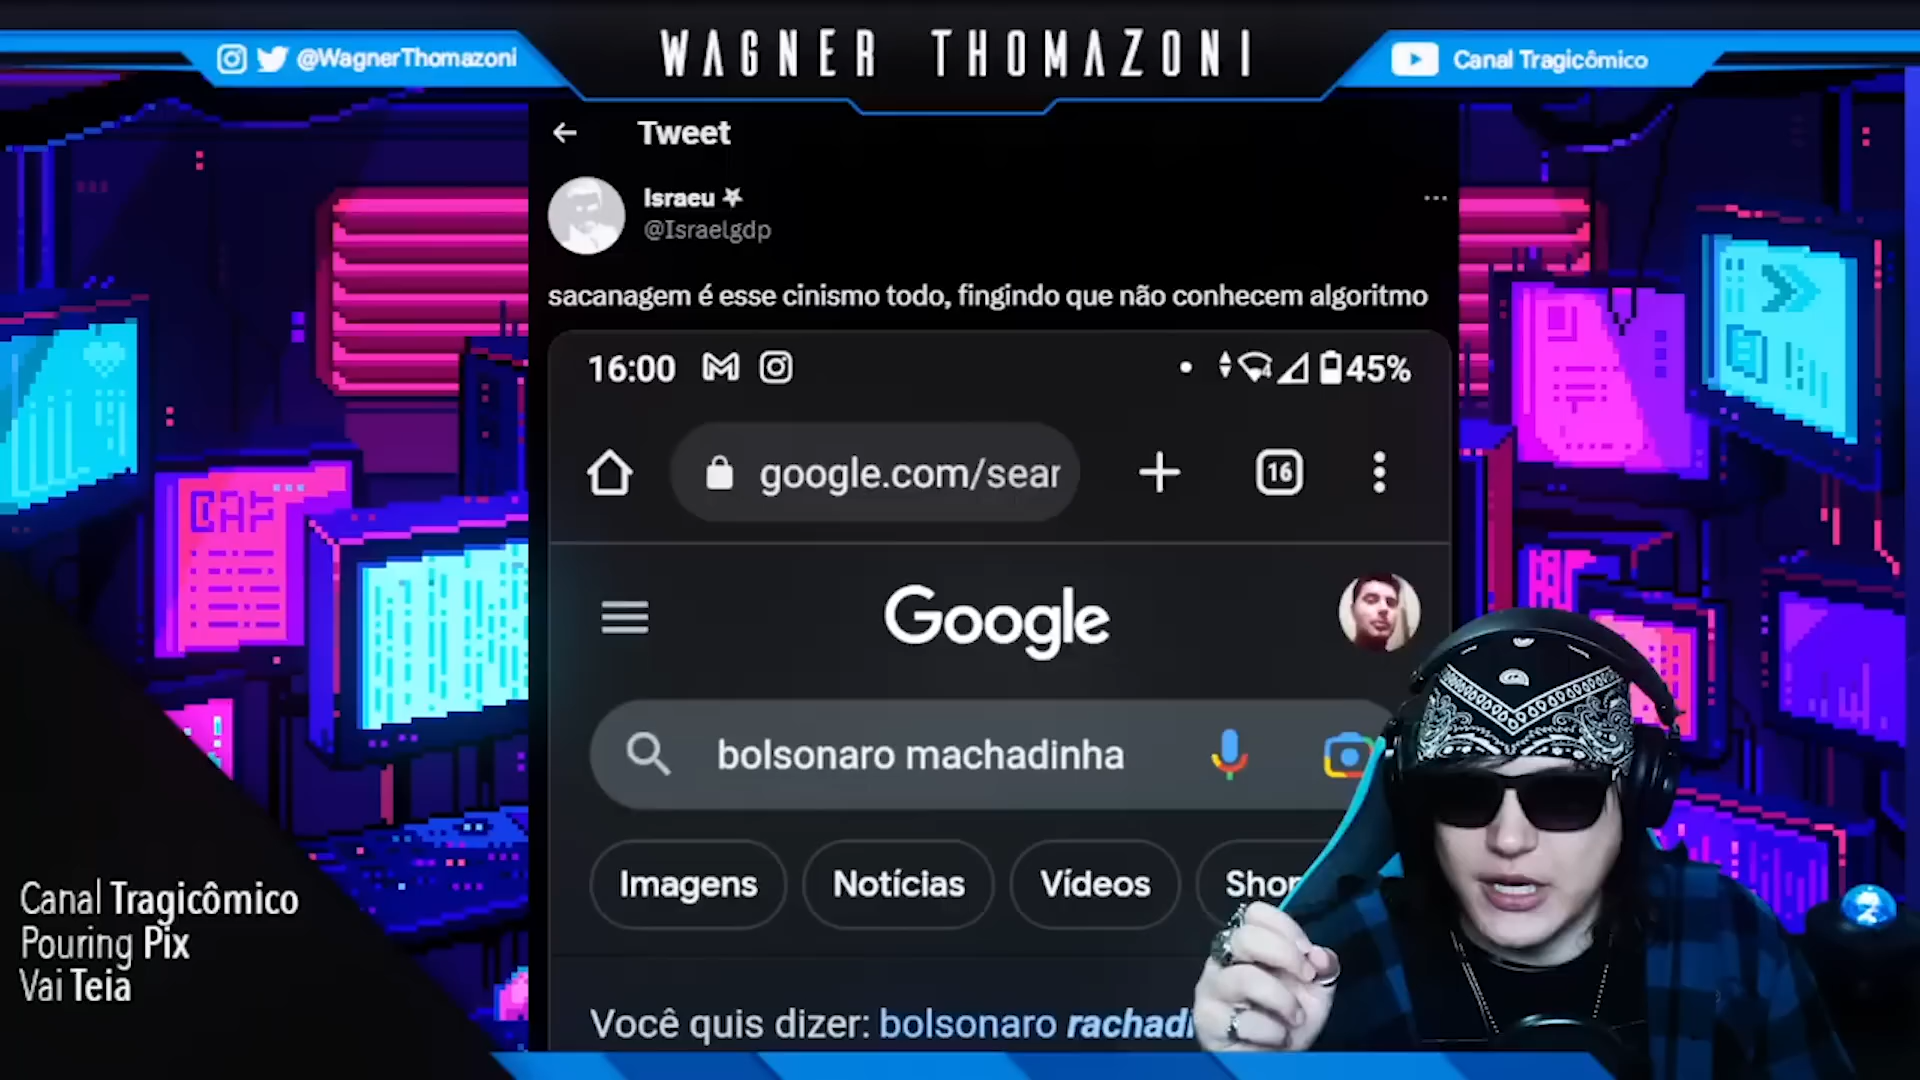 @WagnerThomazoni
WAGNER THOMAZONI
Canal Tragicômico
Tweet
Israeu
@Israelgdp
sacanagem é esse cinismo todo, fingindo que não conhecem algoritmo
16:00
45%
google.com/sear
16
Google
bolsonaro machadinha
Imagens
Notícias
Vídeos
Shop
Você quis dizer: bolsonaro rachadi
Canal Tragicômico
Pouring Pix
Vai Teia